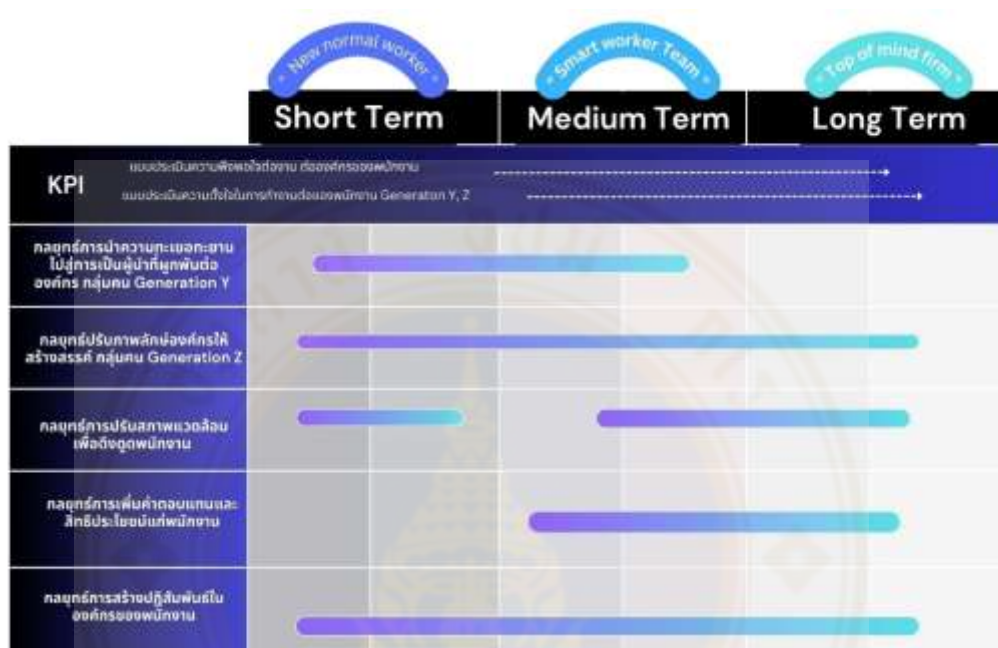 New normal worker
Smart worker Team
Top of mind firm
Short Term
Medium Term
Long Term
KPI
แบบประเมินความพึงพอใจต่องาน ต่อองค์กรของพนักงาน
แบบประเมินความตั้งใจในการทำงานต่อของพนักงาน Generation Y, Z
กลยุทธ์การนำความทะเยอทะยาน
ไปสู่การเป็นผู้นำที่ผูกพันต่อ
องค์กร กลุ่มคน Generation Y
กลยุทธ์ปรับภาพลักษ์องค์กรให้
สร้างสรรค์ กลุ่มคน Generation Z
กลยุทธ์การปรับสภาพแวดล้อม
เพื่อดึงดูดพนักงาน
กลยุทธ์การเพิ่มค่าตอบแทนและ
สิทธิประโยชน์แก่พนักงาน
กลยุทธ์การสร้างปฏิสัมพันธ์ใน
องค์กรของพนักงาน